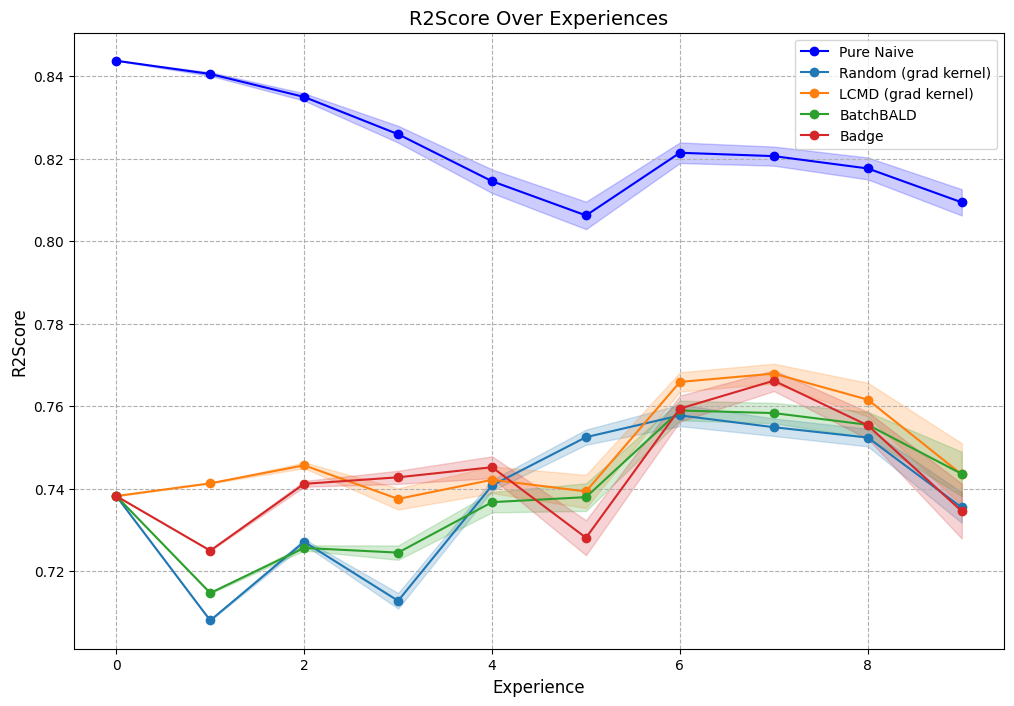 R2Score Over Experiences
Pure Naive
Random (grad kernel)
LCMD (grad kernel)
BatchBALD
Badge
R2Score
0.84
0.82
0.80
0.78
0.76
0.74
0.72
0 2 4 6 8
Experience